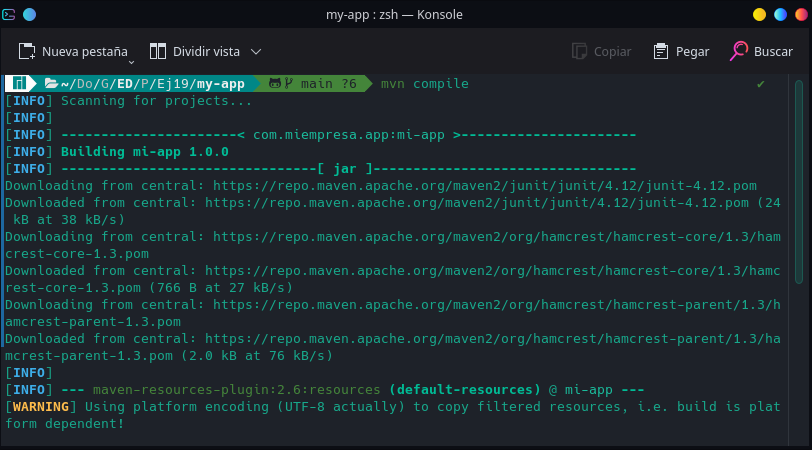 my-app : zsh — Konsole
Nueva pestaña
Dividir vista
Copiar
Pegar
Buscar
~/Do/G/ED/P/Ej19/my-app main ?6 mvn compile ✔
[INFO] Scanning for projects...
[INFO]
[INFO] ----------------------< com.miempresa.app:mi-app >----------------------
[INFO] Building mi-app 1.0.0
[INFO] --------------------------------[ jar ]---------------------------------
Downloading from central: https://repo.maven.apache.org/maven2/junit/junit/4.12/junit-4.12.pom
Downloaded from central: https://repo.maven.apache.org/maven2/junit/junit/4.12/junit-4.12.pom (24
 kB at 38 kB/s)
Downloading from central: https://repo.maven.apache.org/maven2/org/hamcrest/hamcrest-core/1.3/ham
crest-core-1.3.pom
Downloaded from central: https://repo.maven.apache.org/maven2/org/hamcrest/hamcrest-core/1.3/hamc
rest-core-1.3.pom (766 B at 27 kB/s)
Downloading from central: https://repo.maven.apache.org/maven2/org/hamcrest/hamcrest-parent/1.3/h
amcrest-parent-1.3.pom
Downloaded from central: https://repo.maven.apache.org/maven2/org/hamcrest/hamcrest-parent/1.3/ha
mcrest-parent-1.3.pom (2.0 kB at 76 kB/s)
[INFO]
[INFO] --- maven-resources-plugin:2.6:resources (default-resources) @ mi-app ---
[WARNING] Using platform encoding (UTF-8 actually) to copy filtered resources, i.e. build is plat
form dependent!